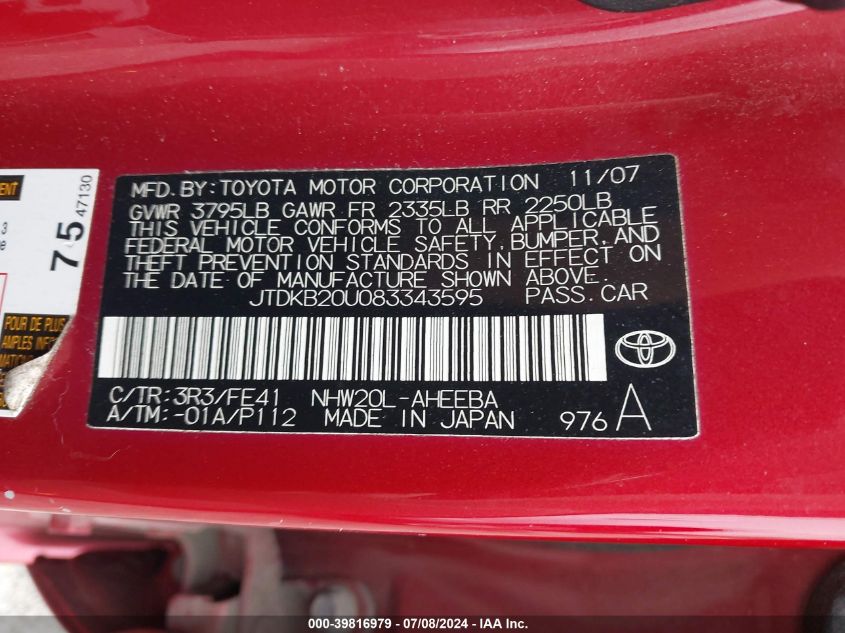 MFD.BY:TOYOTA MOTOR CORPORATION 11/07
GVWR 3795LB GAWR FR 2335LB RR 2250LB
THIS VEHICLE CONFORMS TO ALL APPLICABLE
FEDERAL MOTOR VEHICLE SAFETY,BUMPER,AND
THEFT PREVENTION STANDARDS IN EFFECT ON
THE DATE OF MANUFACTURE SHOWN ABOVE.
JTDKB20U083343595 PASS.CAR
C/TR:3R3/FE41 NHW20L-AHEEBA
A/TM:-01A/P112 MADE IN JAPAN 976 A
75 47130
POUR DE PLUS
AMPLES
000-39816979 - 07/08/2024 - IAA, Inc.